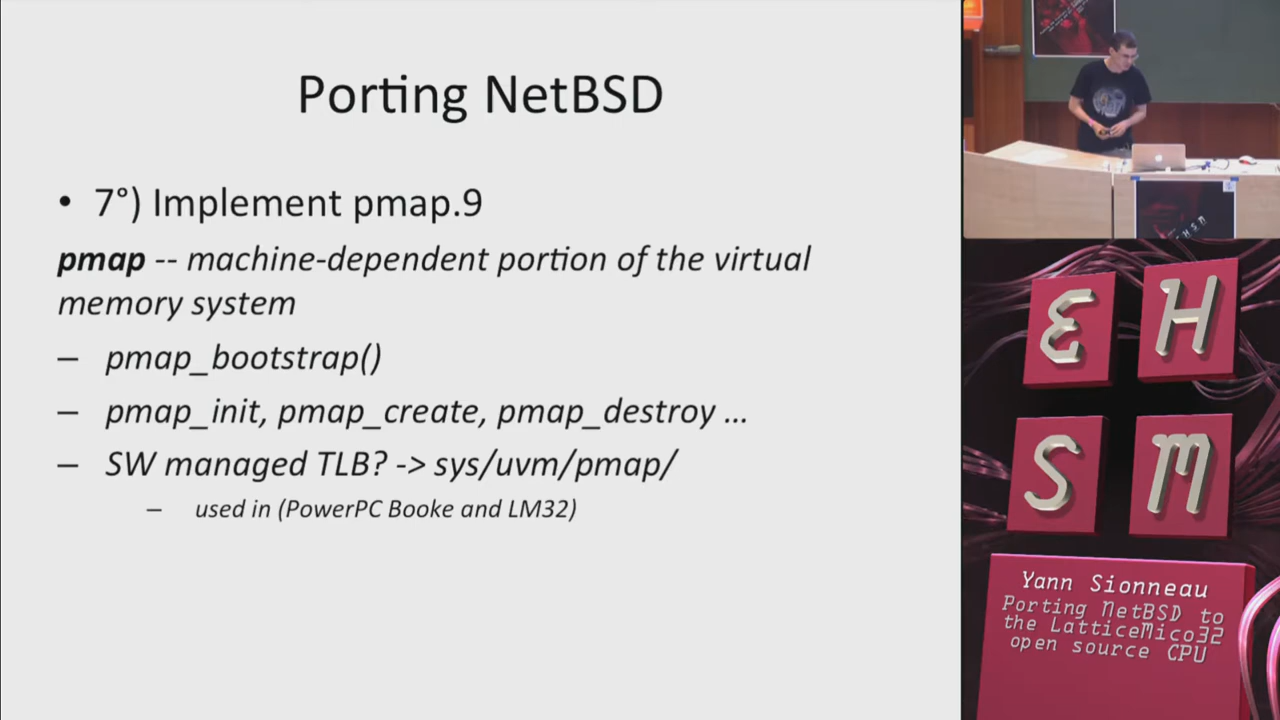 Porting NetBSD
• 7°) Implement pmap.9
pmap -- machine-dependent portion of the virtual
memory system
– pmap_bootstrap()
– pmap_init, pmap_create, pmap_destroy ...
– SW managed TLB? -> sys/uvm/pmap/
– used in (PowerPC Booke and LM32)
EH
SM
Yann Sionneau
Porting NetBSD to
the LatticeMico32
open source CPU